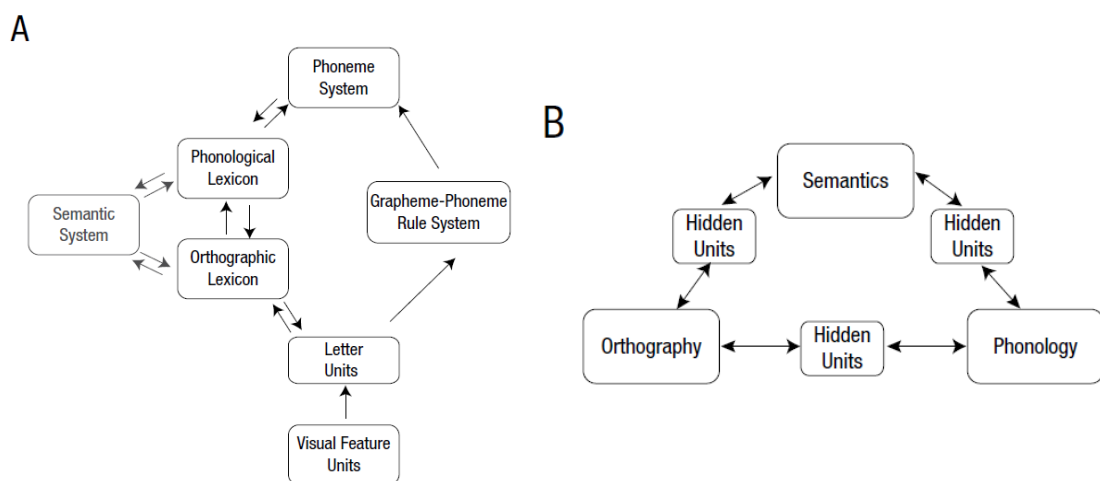 A
Phoneme
System
Phonological
Lexicon
Semantic
System
Grapheme-Phoneme
Rule System
Orthographic
Lexicon
Letter
Units
Visual Feature
Units
B
Semantics
Hidden
Units
Hidden
Units
Orthography
Hidden
Units
Phonology